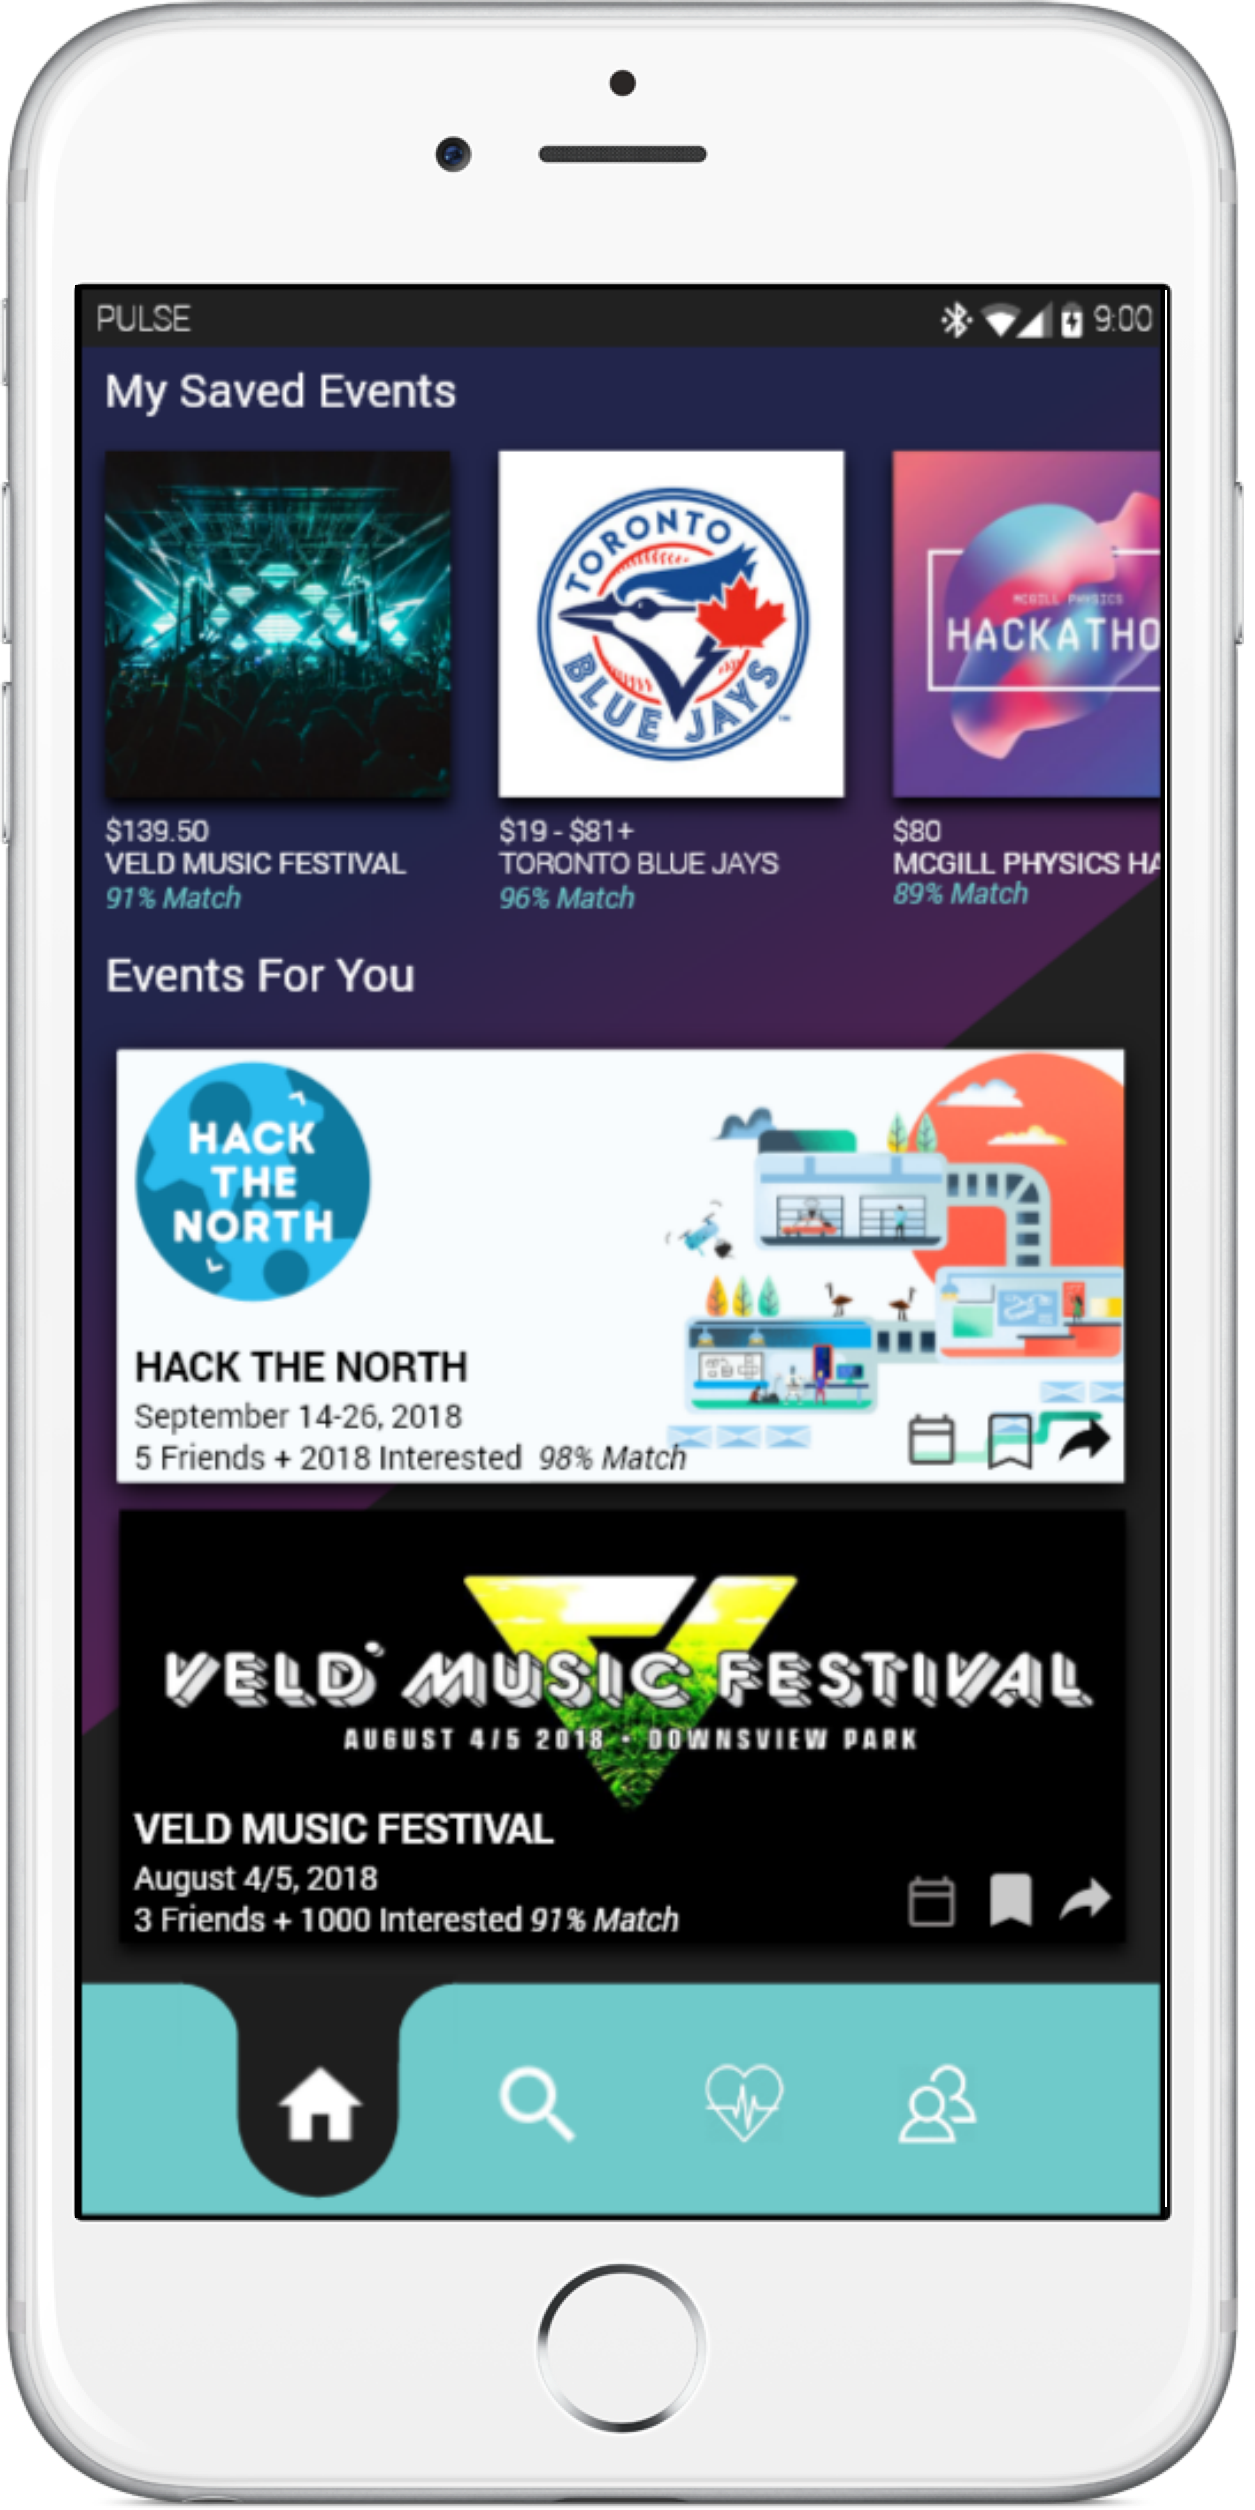 PULSE
9:00
My Saved Events
TORONTO
BLUE JAYS
™
MCGILL PHYSICS
HACKATHO
$139.50
VELD MUSIC FESTIVAL
91% Match
$19 - $81+
TORONTO BLUE JAYS
96% Match
$80
MCGILL PHYSICS HA
89% Match
Events For You
HACK
THE
NORTH
HACK THE NORTH
September 14-26, 2018
5 Friends + 2018 Interested 98% Match
VELD MUSIC FESTIVAL
AUGUST 4/5 2018 • DOWNSVIEW PARK
VELD MUSIC FESTIVAL
August 4/5, 2018
3 Friends + 1000 Interested 91% Match